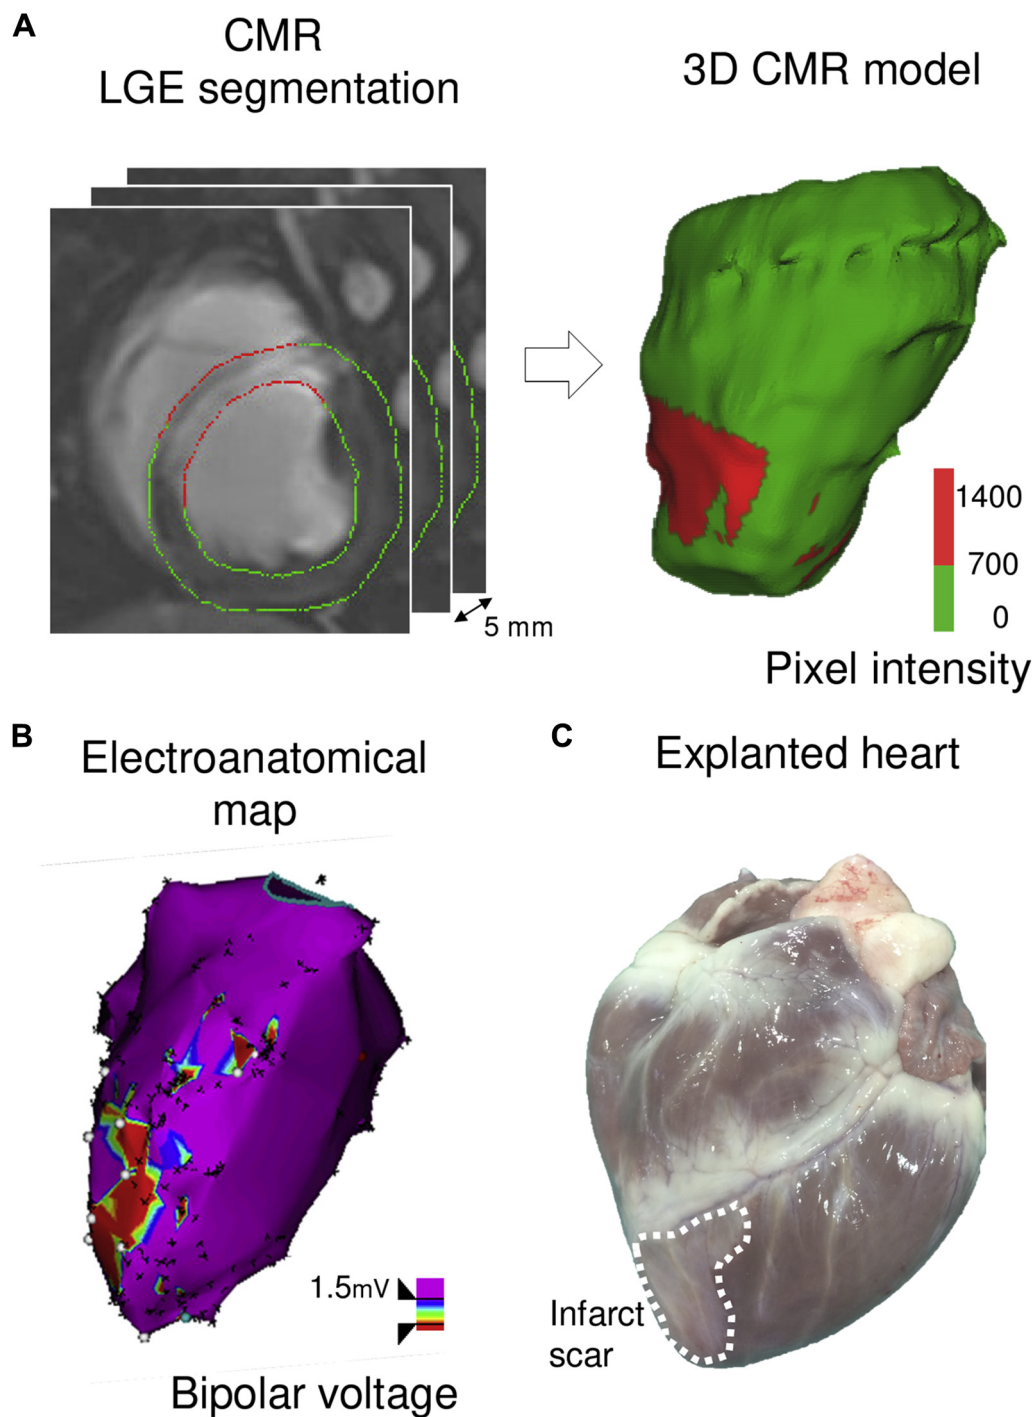 A
CMR
LGE segmentation
3D CMR model
5 mm
1400
700
0
Pixel intensity
B
Electroanatomical
map
1.5mV
Bipolar voltage
C
Explanted heart
Infarct
scar